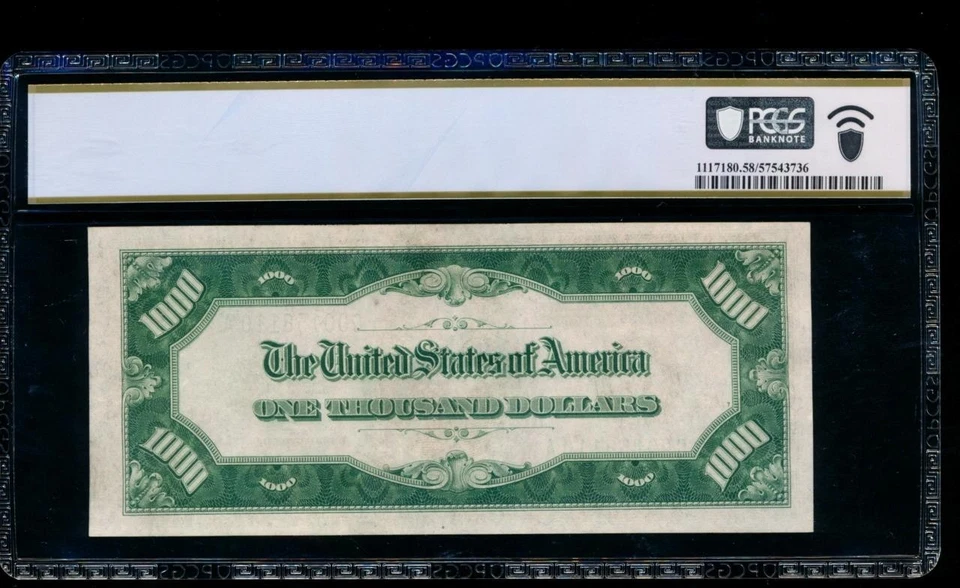 PCGS
BANKNOTE
1117180.58/57543736
1000 1000 1000 1000
The United States of America
ONE THOUSAND DOLLARS
1000 1000 1000 1000